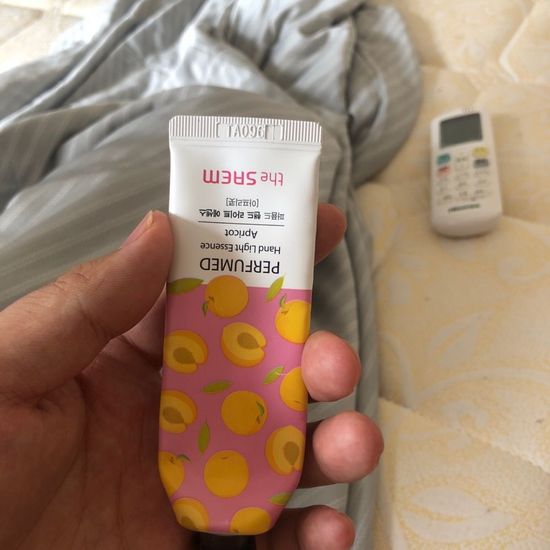 PERFUMED
Hand Light Essence
Apricot
퍼퓸드 핸드 라이트 에센스
[아프리콧]
the SAEM